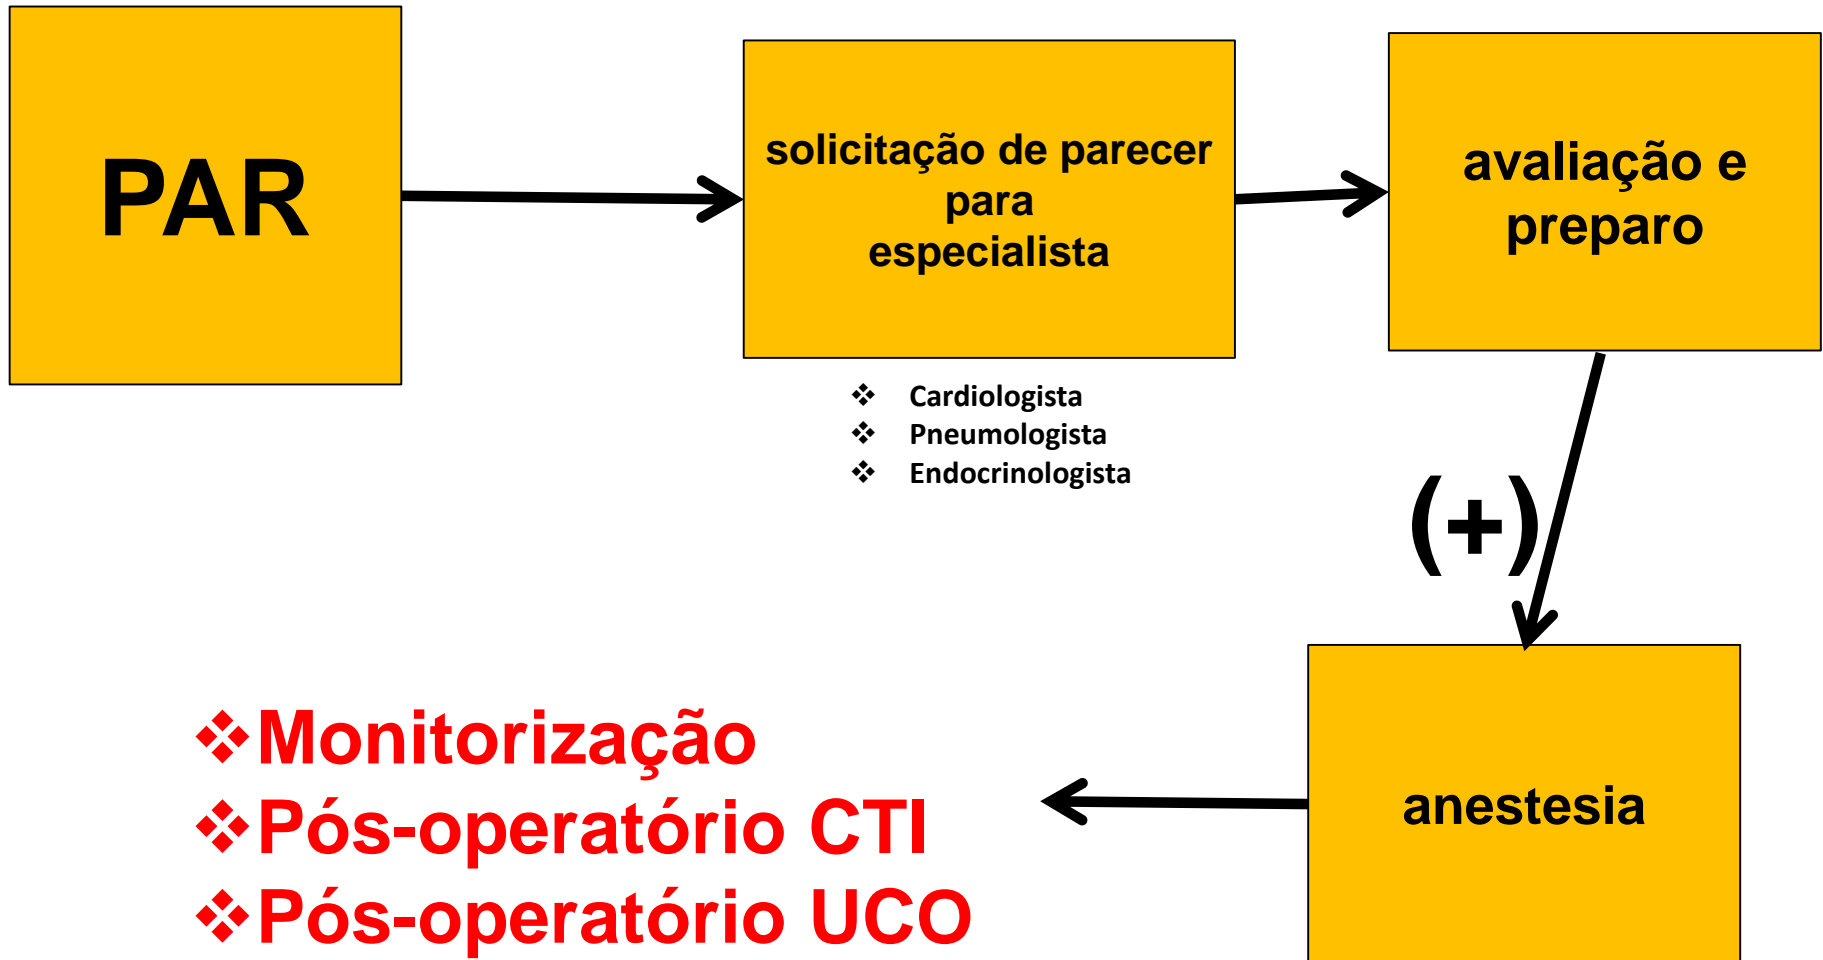 PAR
solicitação de parecer
para
especialista
avaliação e
preparo
❖ Cardiologista
❖ Pneumologista
❖ Endocrinologista
(+)
anestesia
❖Monitorização
❖Pós-operatório CTI
❖Pós-operatório UCO